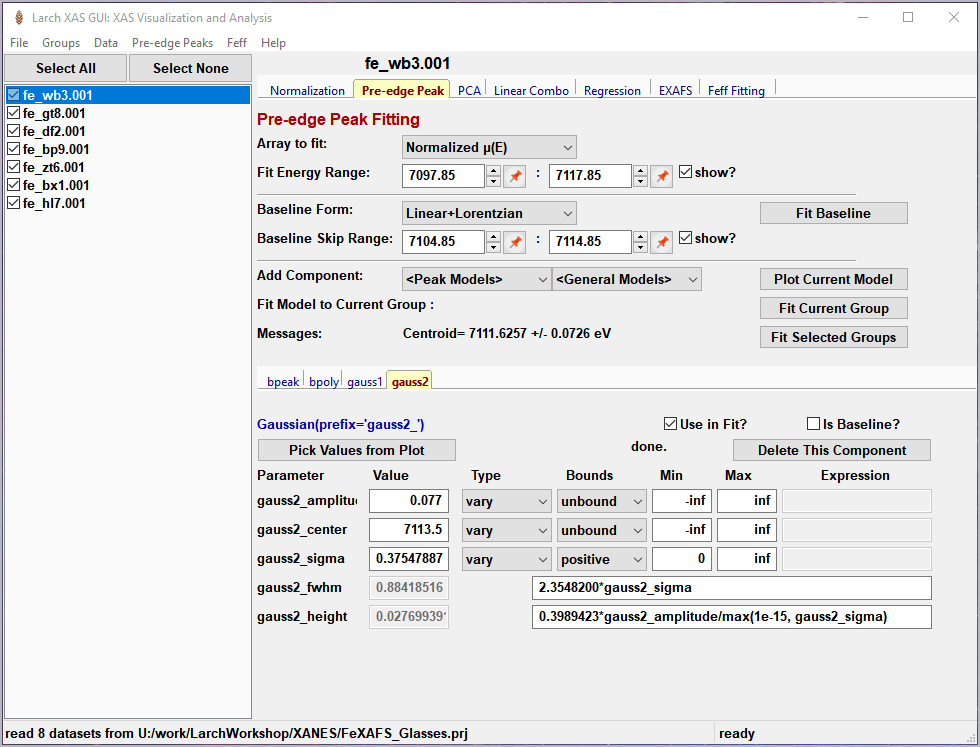 Larch XAS GUI: XAS Visualization and Analysis
File Groups Data Pre-edge Peaks Feff Help
Select All Select None
fe_wb3.001
fe_gt8.001
fe_df2.001
fe_bp9.001
fe_zt6.001
fe_bx1.001
fe_hl7.001
fe_wb3.001
Normalization Pre-edge Peak PCA Linear Combo Regression EXAFS Feff Fitting
Pre-edge Peak Fitting
Array to fit: Normalized μ(E)
Fit Energy Range: 7097.85 : 7117.85 show?
Baseline Form: Linear+Lorentzian Fit Baseline
Baseline Skip Range: 7104.85 : 7114.85 show?
Add Component: <Peak Models> <General Models> Plot Current Model
Fit Model to Current Group : Fit Current Group
Messages: Centroid= 7111.6257 +/- 0.0726 eV Fit Selected Groups
bpeak bpoly gauss1 gauss2
Gaussian(prefix='gauss2_') Use in Fit? Is Baseline?
Pick Values from Plot done. Delete This Component
Parameter Value Type Bounds Min Max Expression
gauss2_amplitu 0.077 vary unbound -inf inf
gauss2_center 7113.5 vary unbound -inf inf
gauss2_sigma 0.37547887 vary positive 0 inf
gauss2_fwhm 0.88418516 2.3548200*gauss2_sigma
gauss2_height 0.02769939 0.3989423*gauss2_amplitude/max(1e-15, gauss2_sigma)
read 8 datasets from U:/work/LarchWorkshop/XANES/FeXAFS_Glasses.prj ready